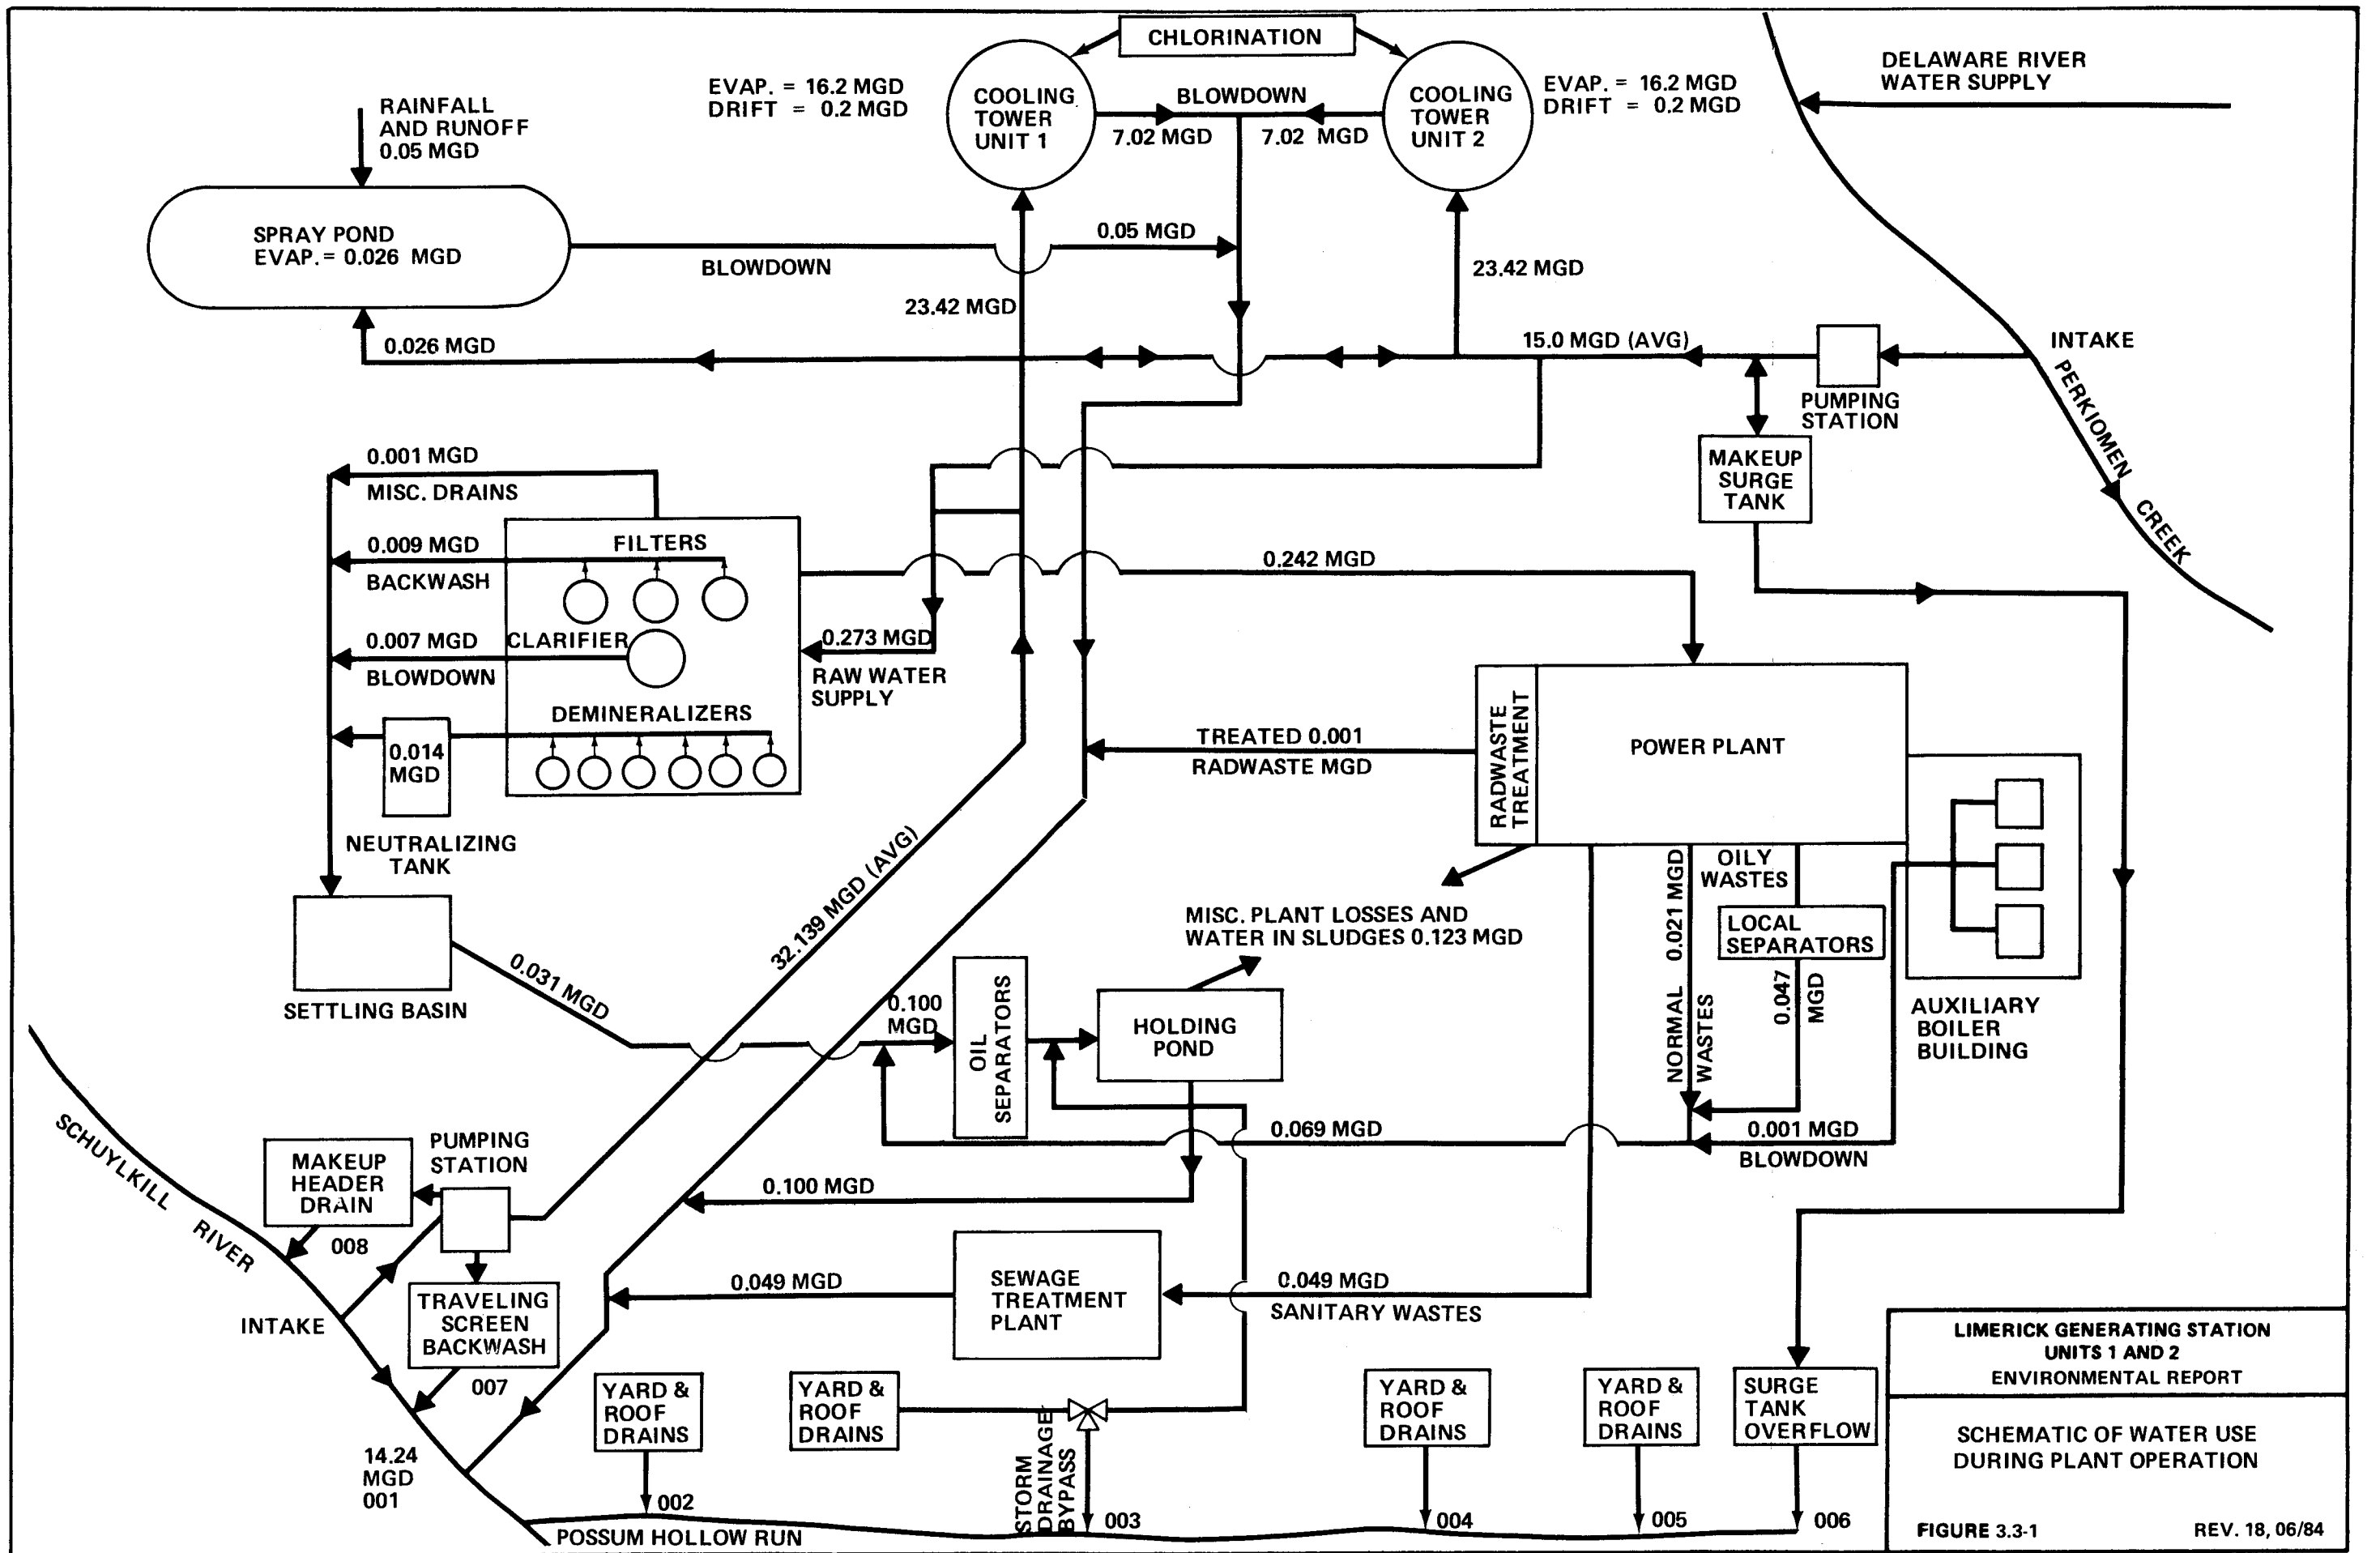 CHLORINATION
DELAWARE RIVER
WATER SUPPLY
EVAP. = 16.2 MGD
DRIFT = 0.2 MGD
COOLING
TOWER
UNIT 1
BLOWDOWN
7.02 MGD
7.02 MGD
COOLING
TOWER
UNIT 2
EVAP. = 16.2 MGD
DRIFT = 0.2 MGD
RAINFALL
AND RUNOFF
0.05 MGD
SPRAY POND
EVAP. = 0.026 MGD
BLOWDOWN
0.05 MGD
23.42 MGD
23.42 MGD
0.026 MGD
15.0 MGD (AVG)
PUMPING
STATION
INTAKE
PERKIOMEN CREEK
MAKEUP
SURGE
TANK
0.001 MGD
MISC. DRAINS
0.009 MGD
BACKWASH
FILTERS
0.007 MGD
BLOWDOWN
CLARIFIER
DEMINERALIZERS
0.014
MGD
NEUTRALIZING
TANK
0.242 MGD
0.273 MGD
RAW WATER
SUPPLY
RADWASTE
TREATMENT
POWER PLANT
TREATED 0.001
RADWASTE MGD
32.139 MGD (AVG)
SETTLING BASIN
0.031 MGD
0.100
MGD
OIL
SEPARATORS
MISC. PLANT LOSSES AND
WATER IN SLUDGES 0.123 MGD
HOLDING
POND
NORMAL 0.021 MGD
WASTES
OILY
WASTES
LOCAL
SEPARATORS
0.047
MGD
AUXILIARY
BOILER
BUILDING
0.069 MGD
0.001 MGD
BLOWDOWN
SCHUYLKILL RIVER
MAKEUP
HEADER
DRAIN
008
PUMPING
STATION
0.100 MGD
INTAKE
TRAVELING
SCREEN
BACKWASH
007
0.049 MGD
SEWAGE
TREATMENT
PLANT
0.049 MGD
SANITARY WASTES
14.24
MGD
001
YARD &
ROOF
DRAINS
002
YARD &
ROOF
DRAINS
STORM
DRAINAGE
BYPASS
003
YARD &
ROOF
DRAINS
004
YARD &
ROOF
DRAINS
005
SURGE
TANK
OVERFLOW
006
POSSUM HOLLOW RUN
LIMERICK GENERATING STATION
UNITS 1 AND 2
ENVIRONMENTAL REPORT
SCHEMATIC OF WATER USE
DURING PLANT OPERATION
FIGURE 3.3-1
REV. 18, 06/84